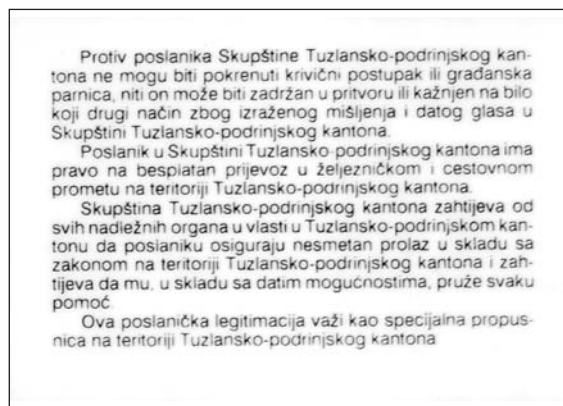 Protiv poslanika Skupštine Tuzlansko-podrinjskog kan-
tona ne mogu biti pokrenuti krivični postupak ili građanska
parnica, niti on može biti zadržan u pritvoru ili kažnjen na bilo
koji drugi način zbog izraženog mišljenja i datog glasa u
Skupštini Tuzlansko-podrinjskog kantona.
Poslanik u Skupštini Tuzlansko-podrinjskog kantona ima
pravo na besplatan prijevoz u željezničkom i cestovnom
prometu na teritoriji Tuzlansko-podrinjskog kantona.
Skupština Tuzlansko-podrinjskog kantona zahtijeva od
svih nadležnih organa u vlasti u Tuzlansko-podrinjskom kan-
tonu da poslaniku osiguraju nesmetan prolaz u skladu sa
zakonom na teritoriji Tuzlansko-podrinjskog kantona i zah-
tijeva da mu, u skladu sa datim mogućnostima, pruže svaku
pomoć.
Ova poslanička legitimacija važi kao specijalna propus-
nica na teritoriji Tuzlansko-podrinjskog kantona